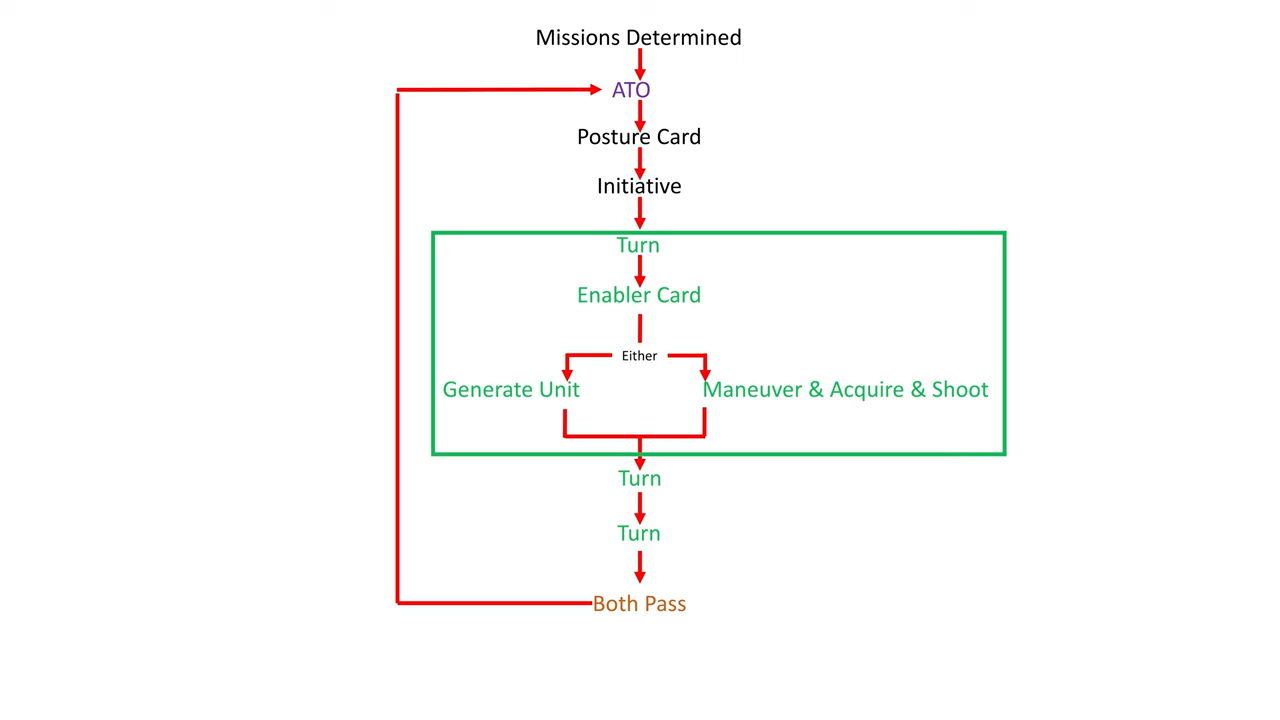 Missions Determined
ATO
Posture Card
Initiative
Turn
Enabler Card
Either
Generate Unit
Maneuver & Acquire & Shoot
Turn
Turn
Both Pass